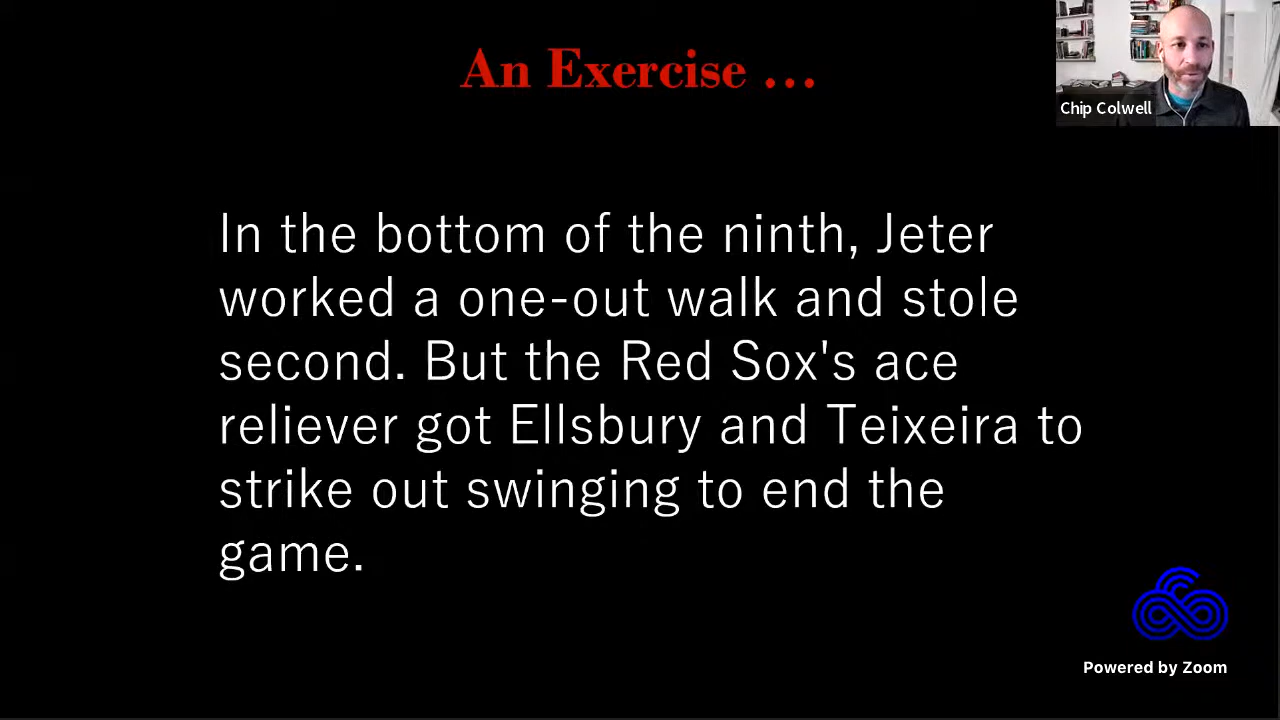 An Exercise ...
Chip Colwell
In the bottom of the ninth, Jeter
worked a one-out walk and stole
second. But the Red Sox's ace
reliever got Ellsbury and Teixeira to
strike out swinging to end the
game.
Powered by Zoom